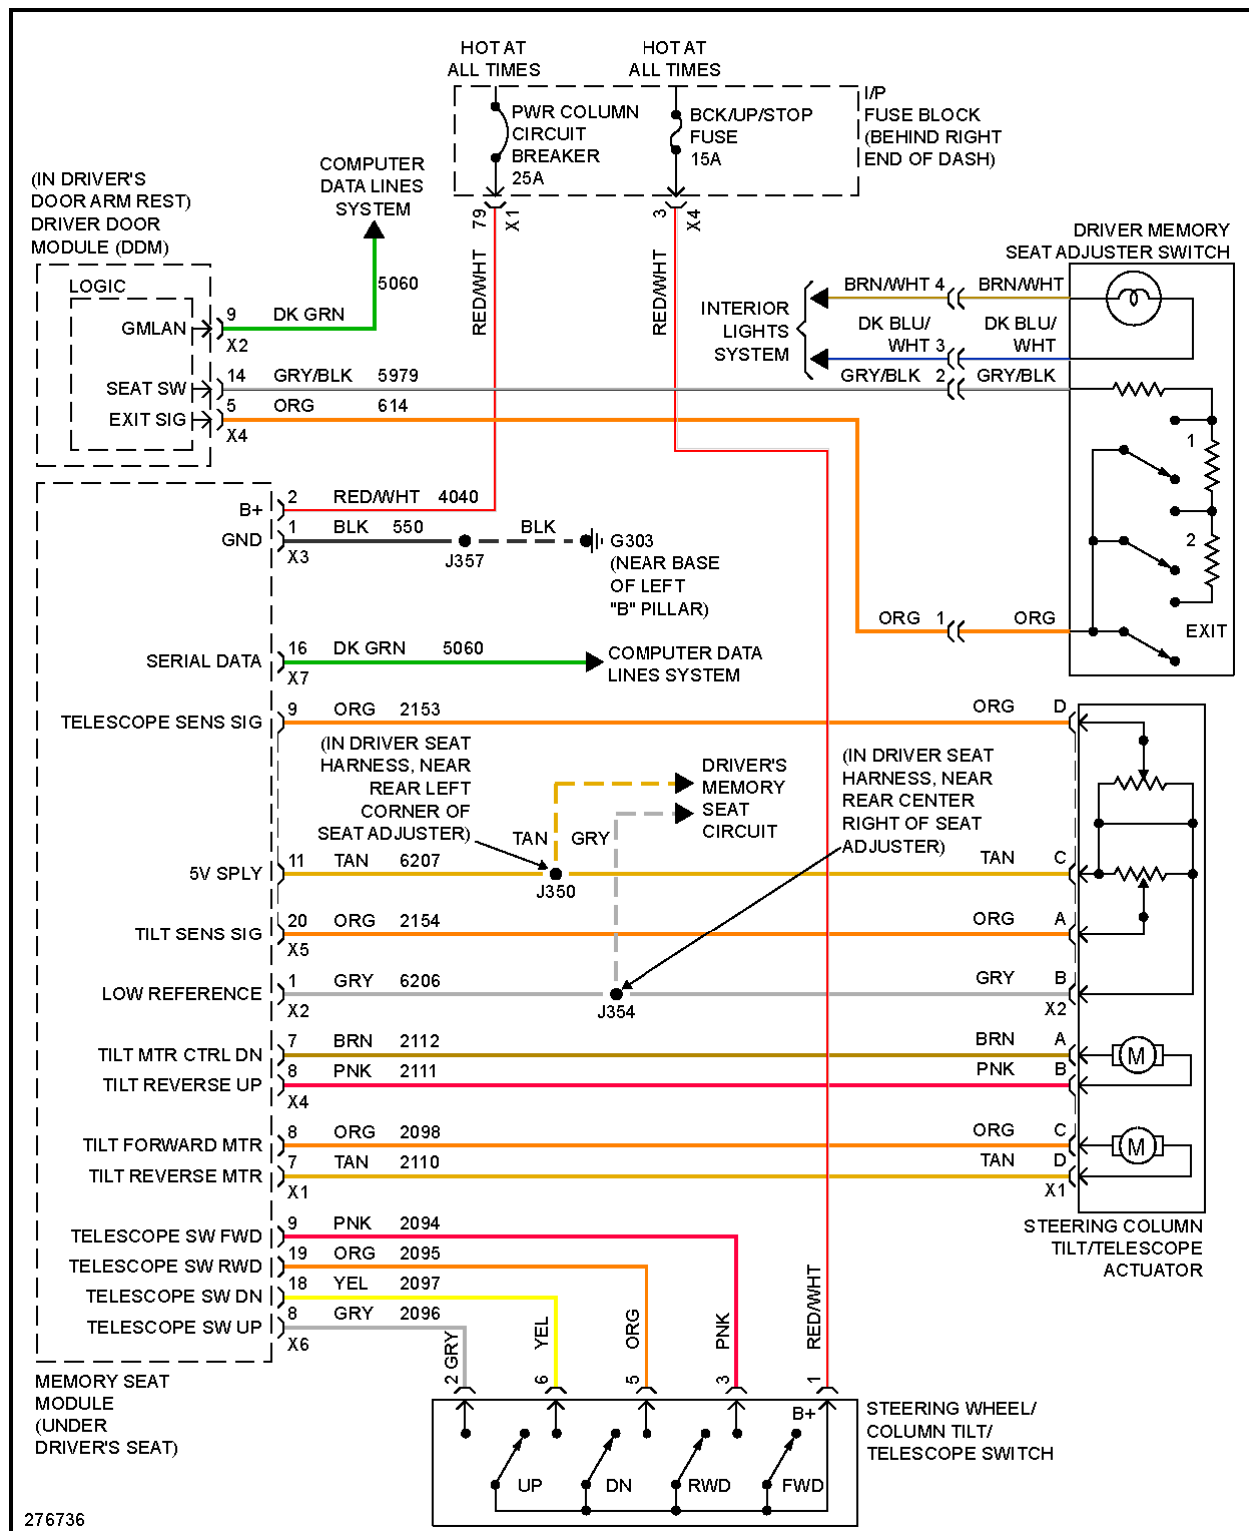 HOT AT
ALL TIMES
HOT AT
ALL TIMES
I/P
FUSE BLOCK
(BEHIND RIGHT
END OF DASH)
PWR COLUMN
CIRCUIT
BREAKER
25A
BCK/UP/STOP
FUSE
15A
79
X1
3
X4
RED/WHT
RED/WHT
COMPUTER
DATA LINES
SYSTEM
(IN DRIVER'S
DOOR ARM REST)
DRIVER DOOR
MODULE (DDM)
LOGIC
GMLAN
9
DK GRN
5060
X2
SEAT SW
14
GRY/BLK
5979
EXIT SIG
5
ORG
614
X4
DRIVER MEMORY
SEAT ADJUSTER SWITCH
INTERIOR
LIGHTS
SYSTEM
BRN/WHT 4
BRN/WHT
DK BLU/
WHT 3
DK BLU/
WHT
GRY/BLK 2
GRY/BLK
1
2
EXIT
ORG 1
ORG
B+
2
RED/WHT 4040
GND
1
BLK 550
X3
J357
BLK
G303
(NEAR BASE
OF LEFT
"B" PILLAR)
SERIAL DATA
16
DK GRN
5060
X7
COMPUTER DATA
LINES SYSTEM
TELESCOPE SENS SIG
9
ORG 2153
ORG D
(IN DRIVER SEAT
HARNESS, NEAR
REAR LEFT
CORNER OF
SEAT ADJUSTER)
DRIVER'S
MEMORY
SEAT
CIRCUIT
(IN DRIVER SEAT
HARNESS, NEAR
REAR CENTER
RIGHT OF SEAT
ADJUSTER)
TAN
GRY
5V SPLY
11
TAN 6207
J350
TAN C
TILT SENS SIG
20
ORG 2154
X5
ORG A
LOW REFERENCE
1
GRY 6206
X2
J354
GRY B
X2
TILT MTR CTRL DN
7
BRN 2112
BRN A
M
TILT REVERSE UP
8
PNK 2111
X4
PNK B
TILT FORWARD MTR
8
ORG 2098
ORG C
M
TILT REVERSE MTR
7
TAN 2110
X1
TAN D
X1
STEERING COLUMN
TILT/TELESCOPE
ACTUATOR
TELESCOPE SW FWD
9
PNK 2094
TELESCOPE SW RWD
19
ORG 2095
TELESCOPE SW DN
18
YEL 2097
TELESCOPE SW UP
8
GRY 2096
X6
MEMORY SEAT
MODULE
(UNDER
DRIVER'S SEAT)
2 GRY
6
YEL
5
ORG
3
PNK
1
RED/WHT
B+
UP
DN
RWD
FWD
STEERING WHEEL/
COLUMN TILT/
TELESCOPE SWITCH
276736